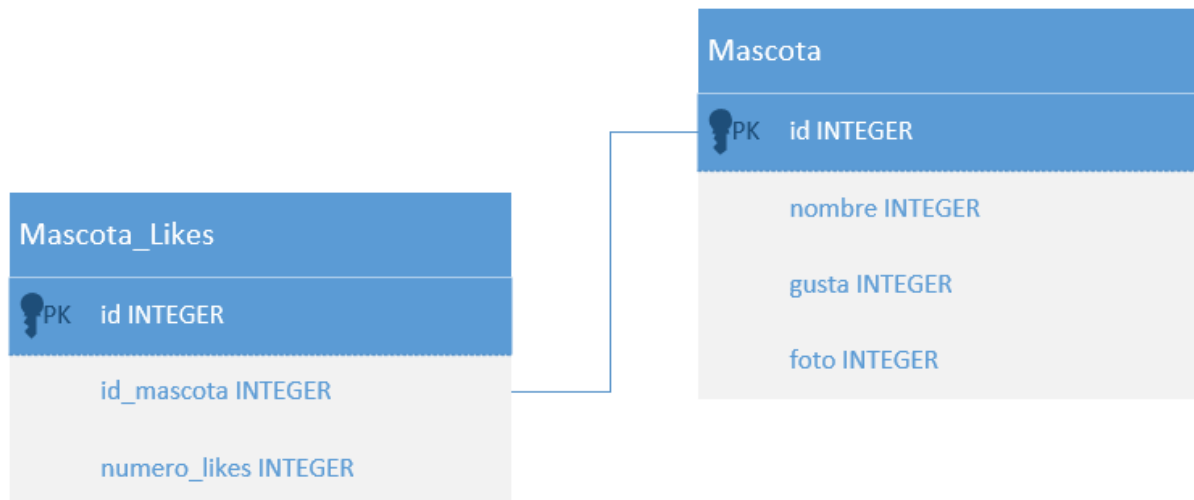 Mascota
PK id INTEGER
nombre INTEGER
gusta INTEGER
foto INTEGER
Mascota_Likes
PK id INTEGER
id_mascota INTEGER
numero_likes INTEGER